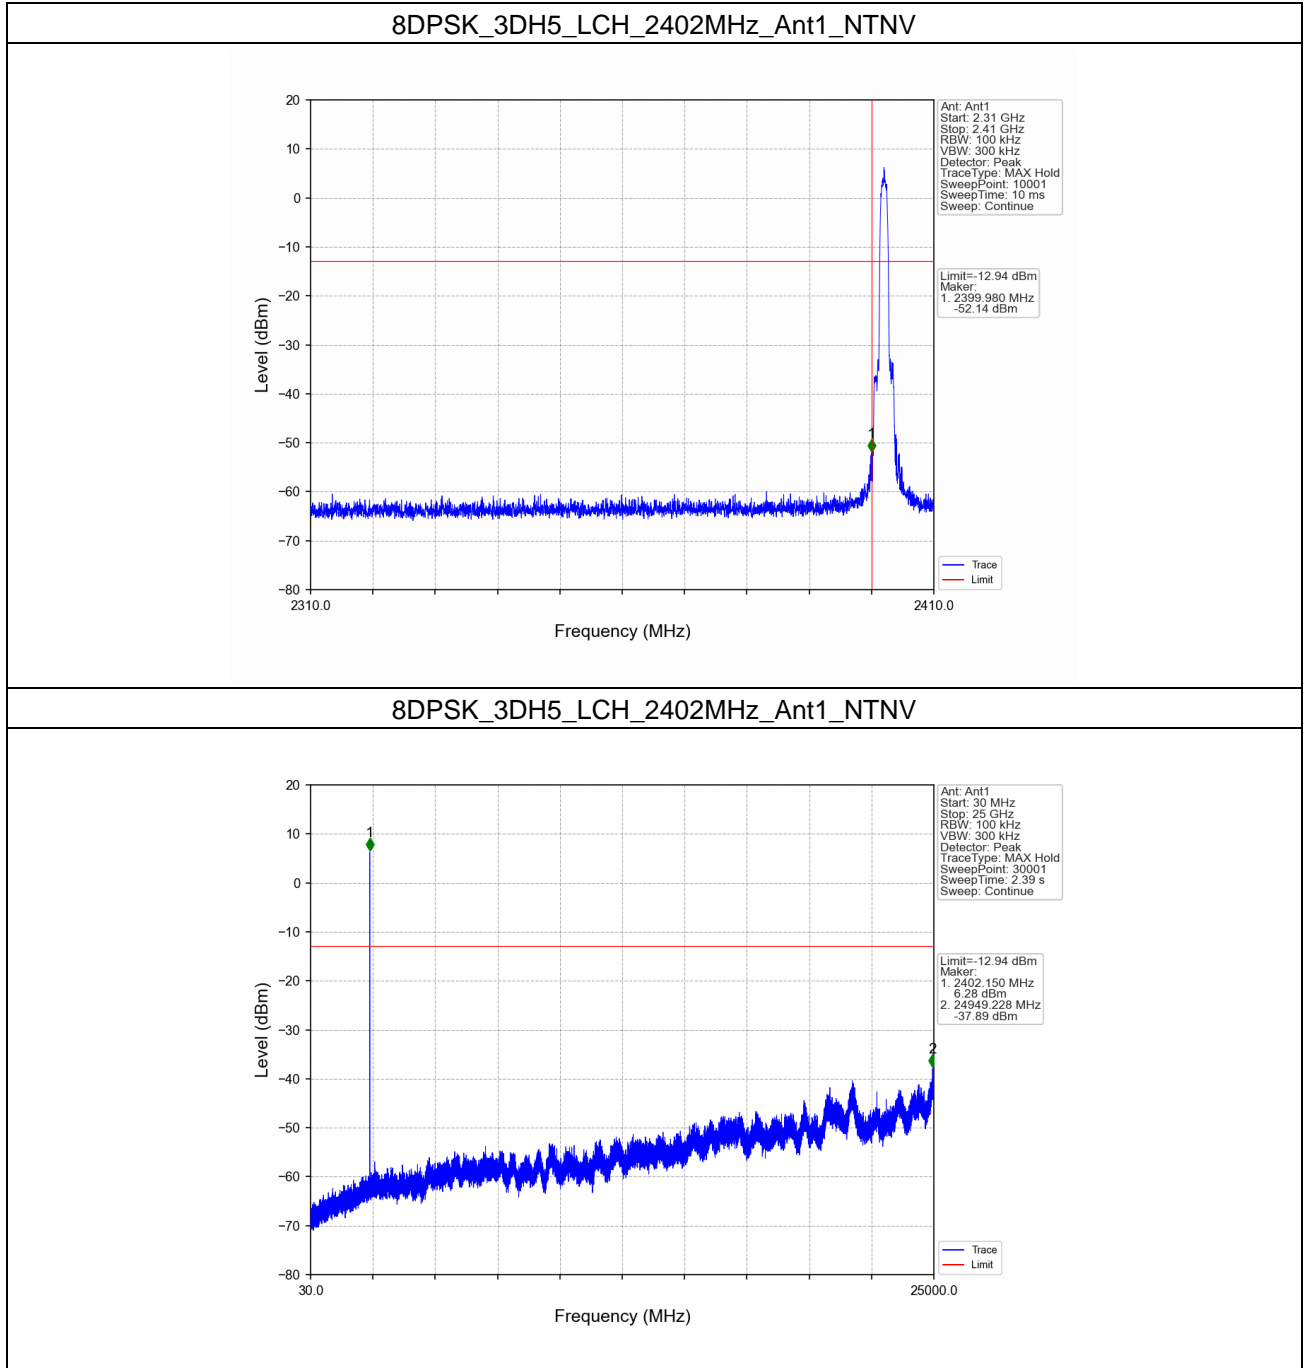 8DPSK_3DH5_LCH_2402MHz_Ant1_NTNV
20
10
0
−10
−20
−30
−40
−50
−60
−70
−80
Level (dBm)
2310.0
2410.0
Frequency (MHz)
1
Ant: Ant1
Start: 2.31 GHz
Stop: 2.41 GHz
RBW: 100 kHz
VBW: 300 kHz
Detector: Peak
TraceType: MAX Hold
SweepPoint: 10001
SweepTime: 10 ms
Sweep: Continue
Limit=-12.94 dBm
Maker:
1. 2399.980 MHz
-52.14 dBm
Trace
Limit
8DPSK_3DH5_LCH_2402MHz_Ant1_NTNV
20
10
0
−10
−20
−30
−40
−50
−60
−70
−80
Level (dBm)
30.0
25000.0
Frequency (MHz)
1
2
Ant: Ant1
Start: 30 MHz
Stop: 25 GHz
RBW: 100 kHz
VBW: 300 kHz
Detector: Peak
TraceType: MAX Hold
SweepPoint: 30001
SweepTime: 2.39 s
Sweep: Continue
Limit=-12.94 dBm
Maker:
1. 2402.150 MHz
6.28 dBm
2. 24949.228 MHz
-37.89 dBm
Trace
Limit